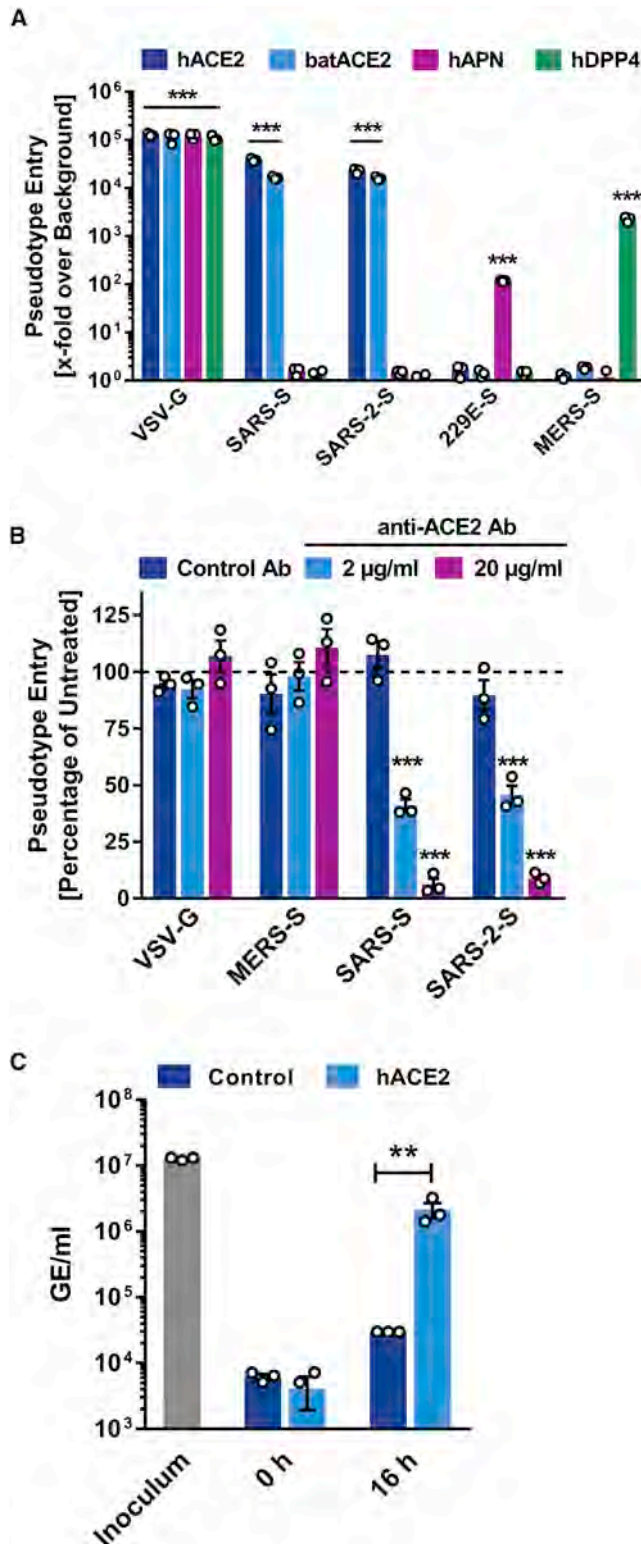 A
hACE2 batACE2 hAPN hDPP4
Pseudotype Entry
[x-fold over Background]
10⁶
10⁵
10⁴
10³
10²
10¹
10⁰
*** *** *** *** ***
VSV-G SARS-S SARS-2-S 229E-S MERS-S
B
anti-ACE2 Ab
Control Ab 2 µg/ml 20 µg/ml
Pseudotype Entry
[Percentage of Untreated]
125
100
75
50
25
0
*** *** *** ***
VSV-G MERS-S SARS-S SARS-2-S
C
Control hACE2
GE/ml
10⁸
10⁷
10⁶
10⁵
10⁴
10³
**
Inoculum 0 h 16 h